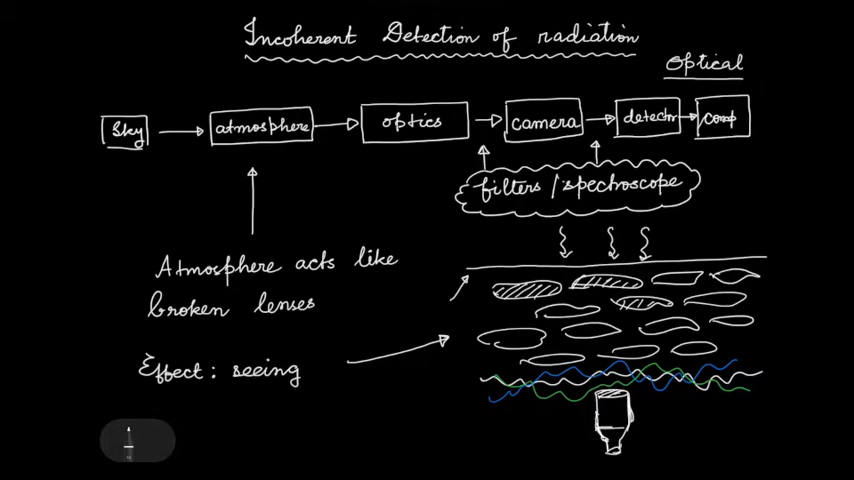 Incoherent Detection of radiation
Optical
Sky
atmosphere
optics
camera
detector
comp
filters / spectroscope
Atmosphere acts like
broken lenses
Effect: seeing